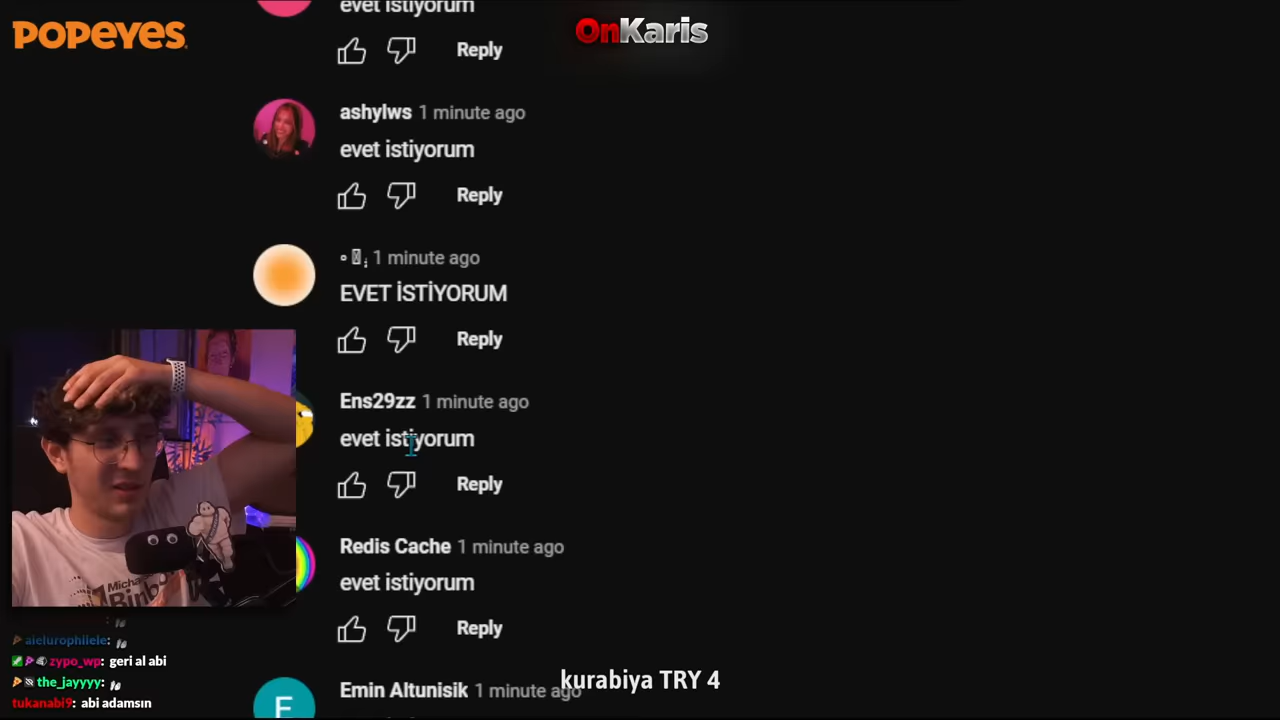 evet istiyorum
POPEYES
OnKaris
Reply
ashylws 1 minute ago
evet istiyorum
Reply
1 minute ago
EVET İSTİYORUM
Reply
Ens29zz 1 minute ago
evet istiyorum
Reply
Redis Cache 1 minute ago
evet istiyorum
Reply
Emin Altunisik 1 minute ago
E
kurabiya TRY 4
Micha
Binb
aielurophilele:
zypo_wp: geri al abi
the_jayyyy:
tukanabi9: abi adamsın